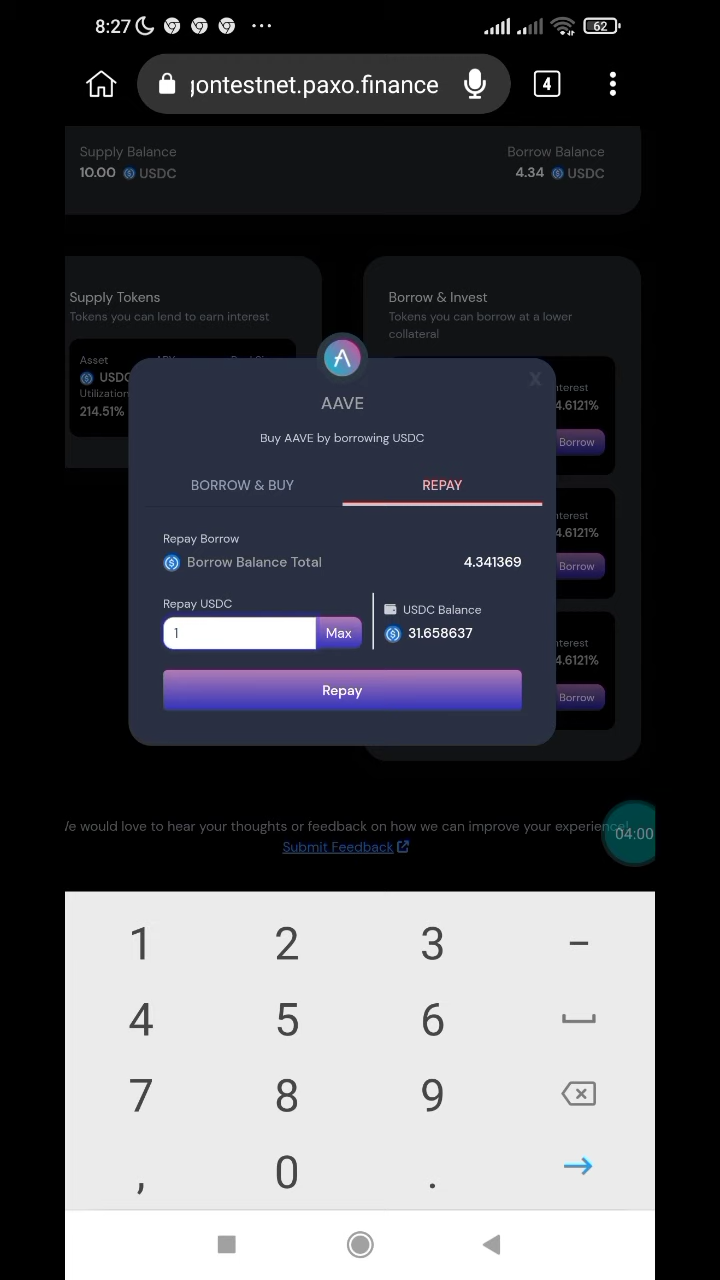 8:27
62
gontestnet.paxo.finance
4
Supply Balance
10.00 USDC
Borrow Balance
4.34 USDC
Supply Tokens
Tokens you can lend to earn interest
Asset
USDC
Utilization
214.51%
Borrow & Invest
Tokens you can borrow at a lower
collateral
nterest
4.6121%
Borrow
nterest
4.6121%
Borrow
nterest
4.6121%
Borrow
X
AAVE
Buy AAVE by borrowing USDC
BORROW & BUY
REPAY
Repay Borrow
Borrow Balance Total
4.341369
Repay USDC
1
Max
USDC Balance
31.658637
Repay
We would love to hear your thoughts or feedback on how we can improve your experience!
Submit Feedback
04:00
1 2 3 -
4 5 6
7 8 9
, 0 .